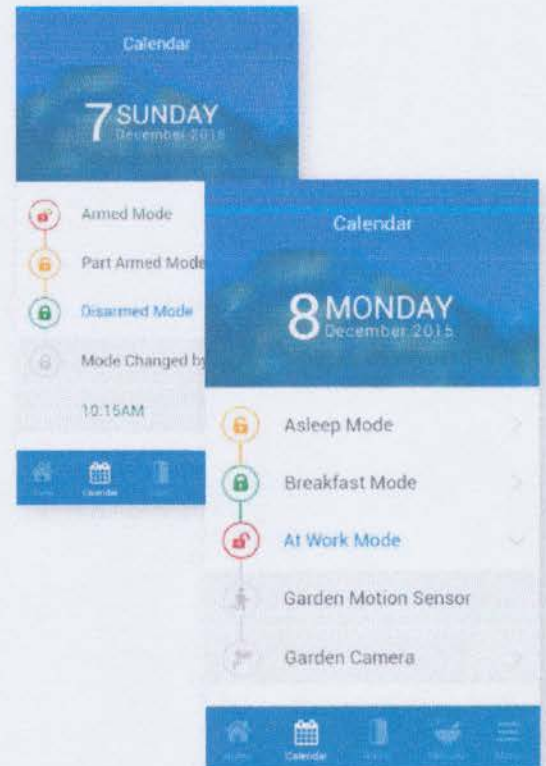 Calendar
7 SUNDAY
December 2015
Armed Mode
Part Armed Mode
Disarmed Mode
Mode Changed by
10:15AM
Calendar
Calendar
8 MONDAY
December 2015
Asleep Mode
Breakfast Mode
At Work Mode
Garden Motion Sensor
Garden Camera
Calendar